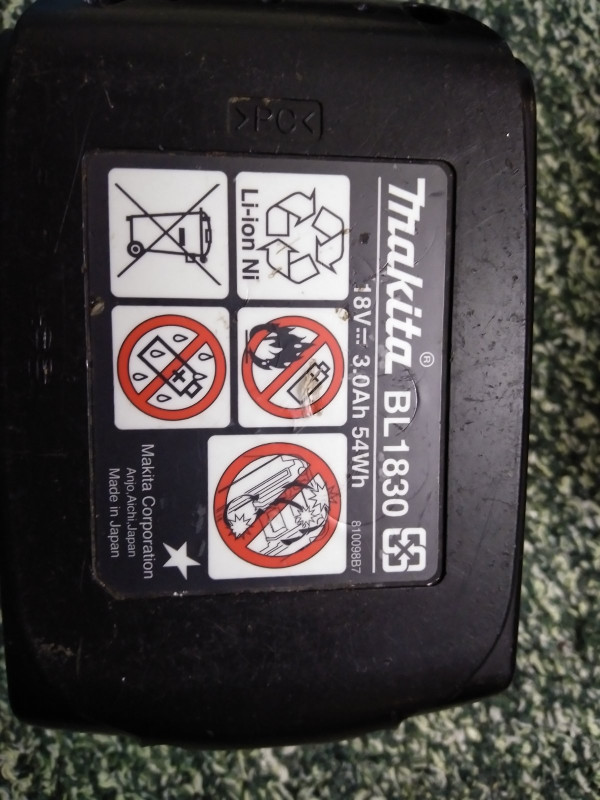 >PC<
makita® BL1830
18V 3.0Ah 54Wh
810098B7
Li-ion Ni
Makita Corporation
Anjo,Aichi,Japan
Made in Japan